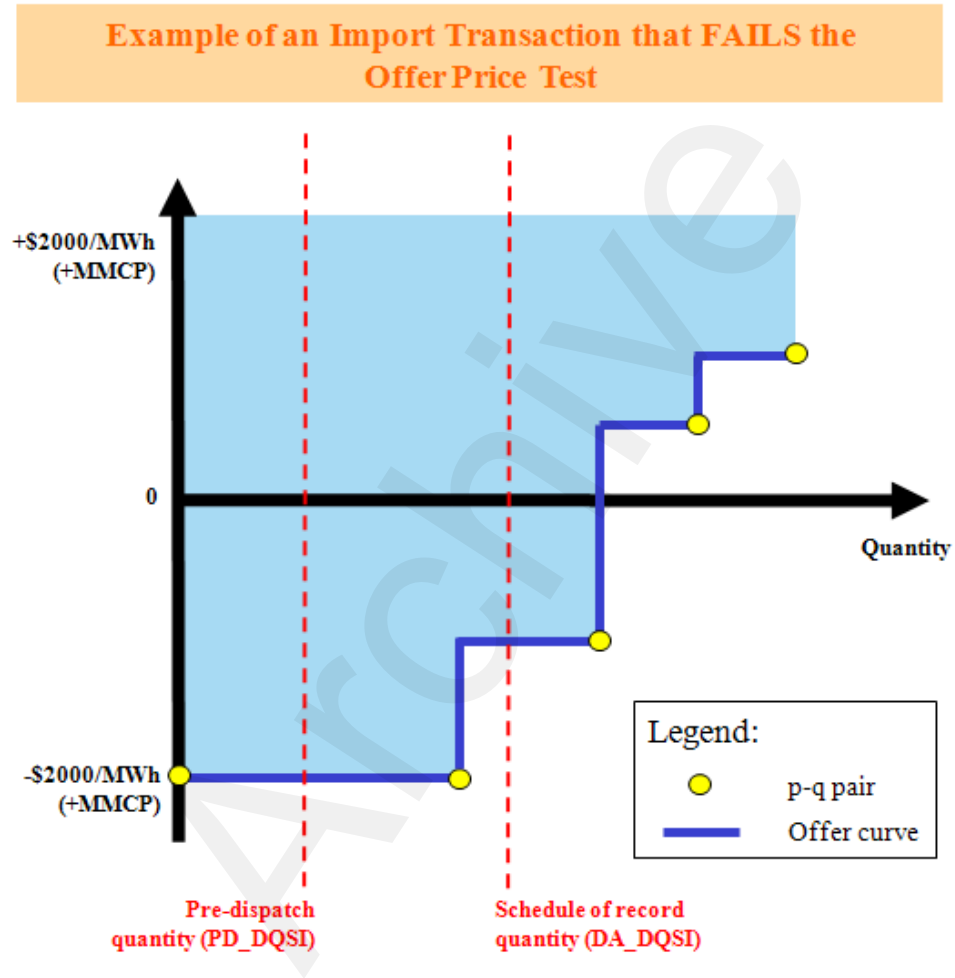 Example of an Import Transaction that FAILS the
Offer Price Test
+$2000/MWh
(+MMCP)
0
Quantity
-$2000/MWh
(+MMCP)
Legend:
p-q pair
Offer curve
Pre-dispatch
quantity (PD_DQSI)
Schedule of record
quantity (DA_DQSI)
Archive